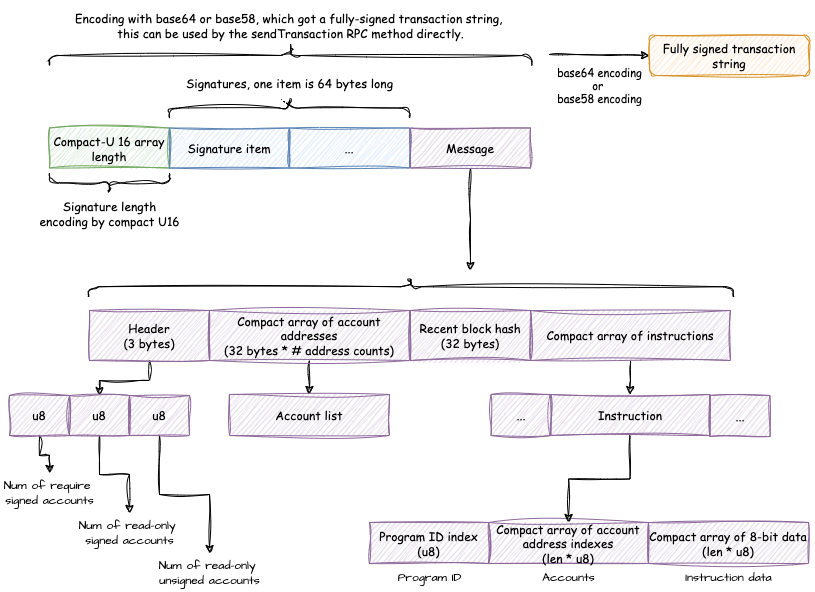 Encoding with base64 or base58, which got a fully-signed transaction string,
this can be used by the sendTransaction RPC method directly.
Fully signed transaction
string
base64 encoding
or
base58 encoding
Signatures, one item is 64 bytes long
Compact-U 16 array
length
Signature item
...
Message
Signature length
encoding by compact U16
Header
(3 bytes)
Compact array of account
addresses
(32 bytes * # address counts)
Recent block hash
(32 bytes)
Compact array of instructions
u8
u8
u8
Account list
...
Instruction
...
Num of require
signed accounts
Num of read-only
signed accounts
Num of read-only
unsigned accounts
Program ID index
(u8)
Compact array of account
address indexes
(len * u8)
Compact array of 8-bit data
(len * u8)
Program ID
Accounts
Instruction data